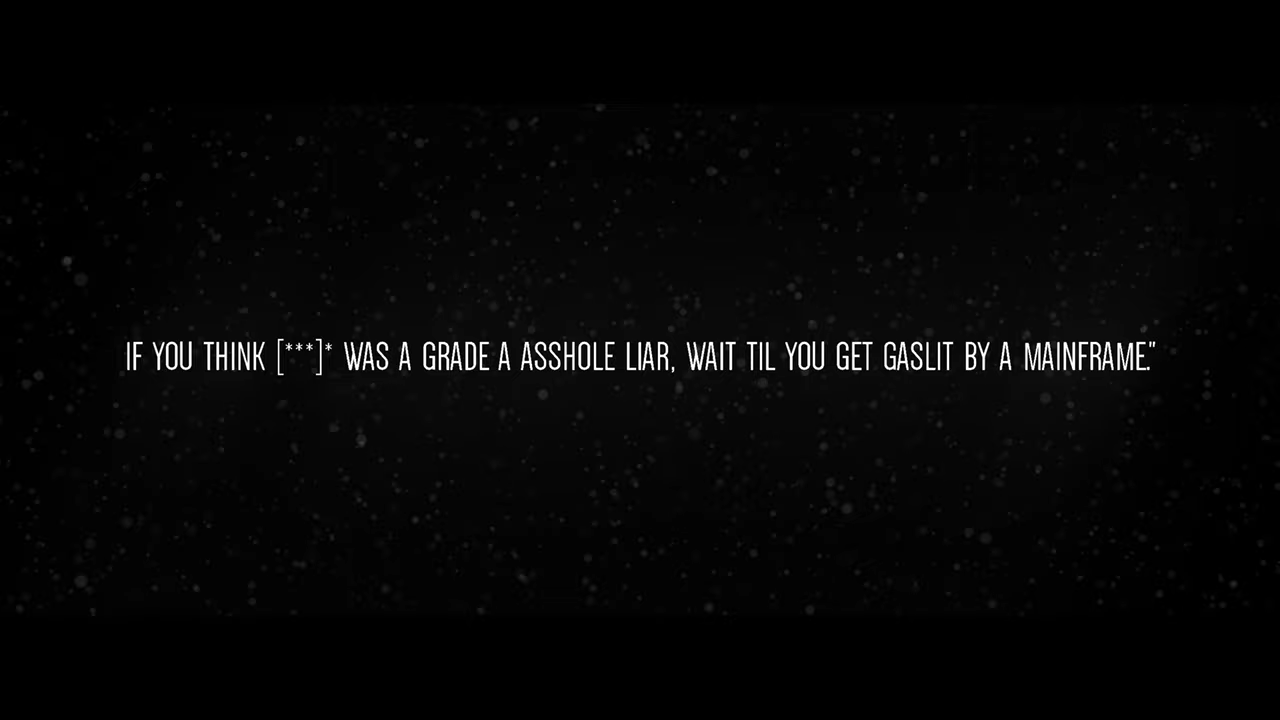 IF YOU THINK [***]* WAS A GRADE A ASSHOLE LIAR, WAIT TIL YOU GET GASLIT BY A MAINFRAME."